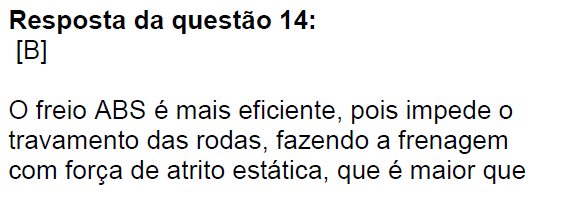 Resposta da questão 14:
[B]
O freio ABS é mais eficiente, pois impede o
travamento das rodas, fazendo a frenagem
com força de atrito estática, que é maior que